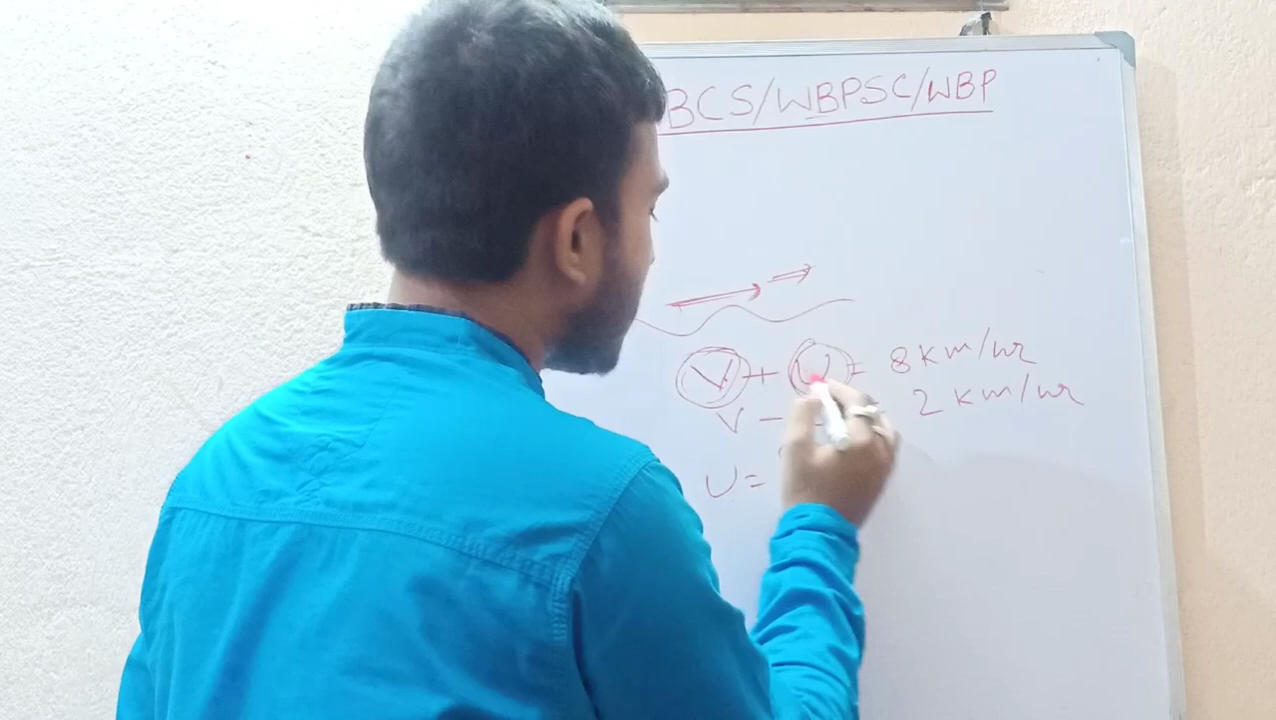 BCS/WBPSC/WBP
V + U = 8 Km/hr
V - 2 Km/hr
U =